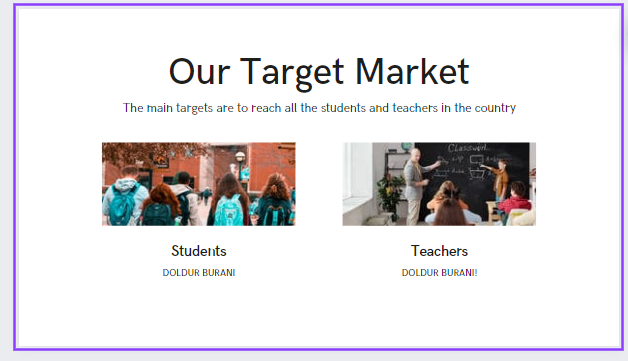 Our Target Market
The main targets are to reach all the students and teachers in the country
Classwork
Students
Teachers
DOLDUR BURANI
DOLDUR BURANI!